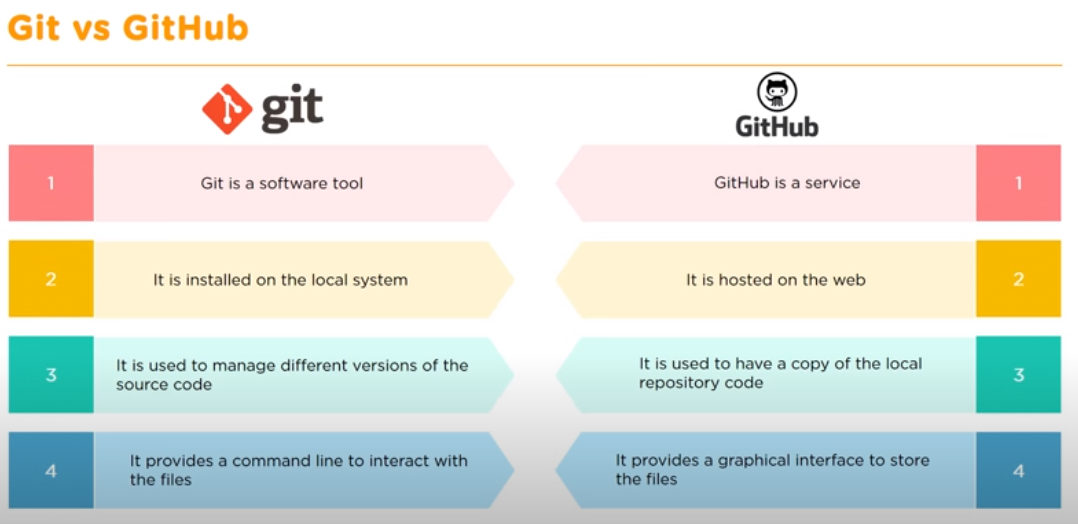 Git vs GitHub
git
GitHub
1
Git is a software tool
GitHub is a service
1
2
It is installed on the local system
It is hosted on the web
2
3
It is used to manage different versions of the
source code
It is used to have a copy of the local
repository code
3
4
It provides a command line to interact with
the files
It provides a graphical interface to store
the files
4